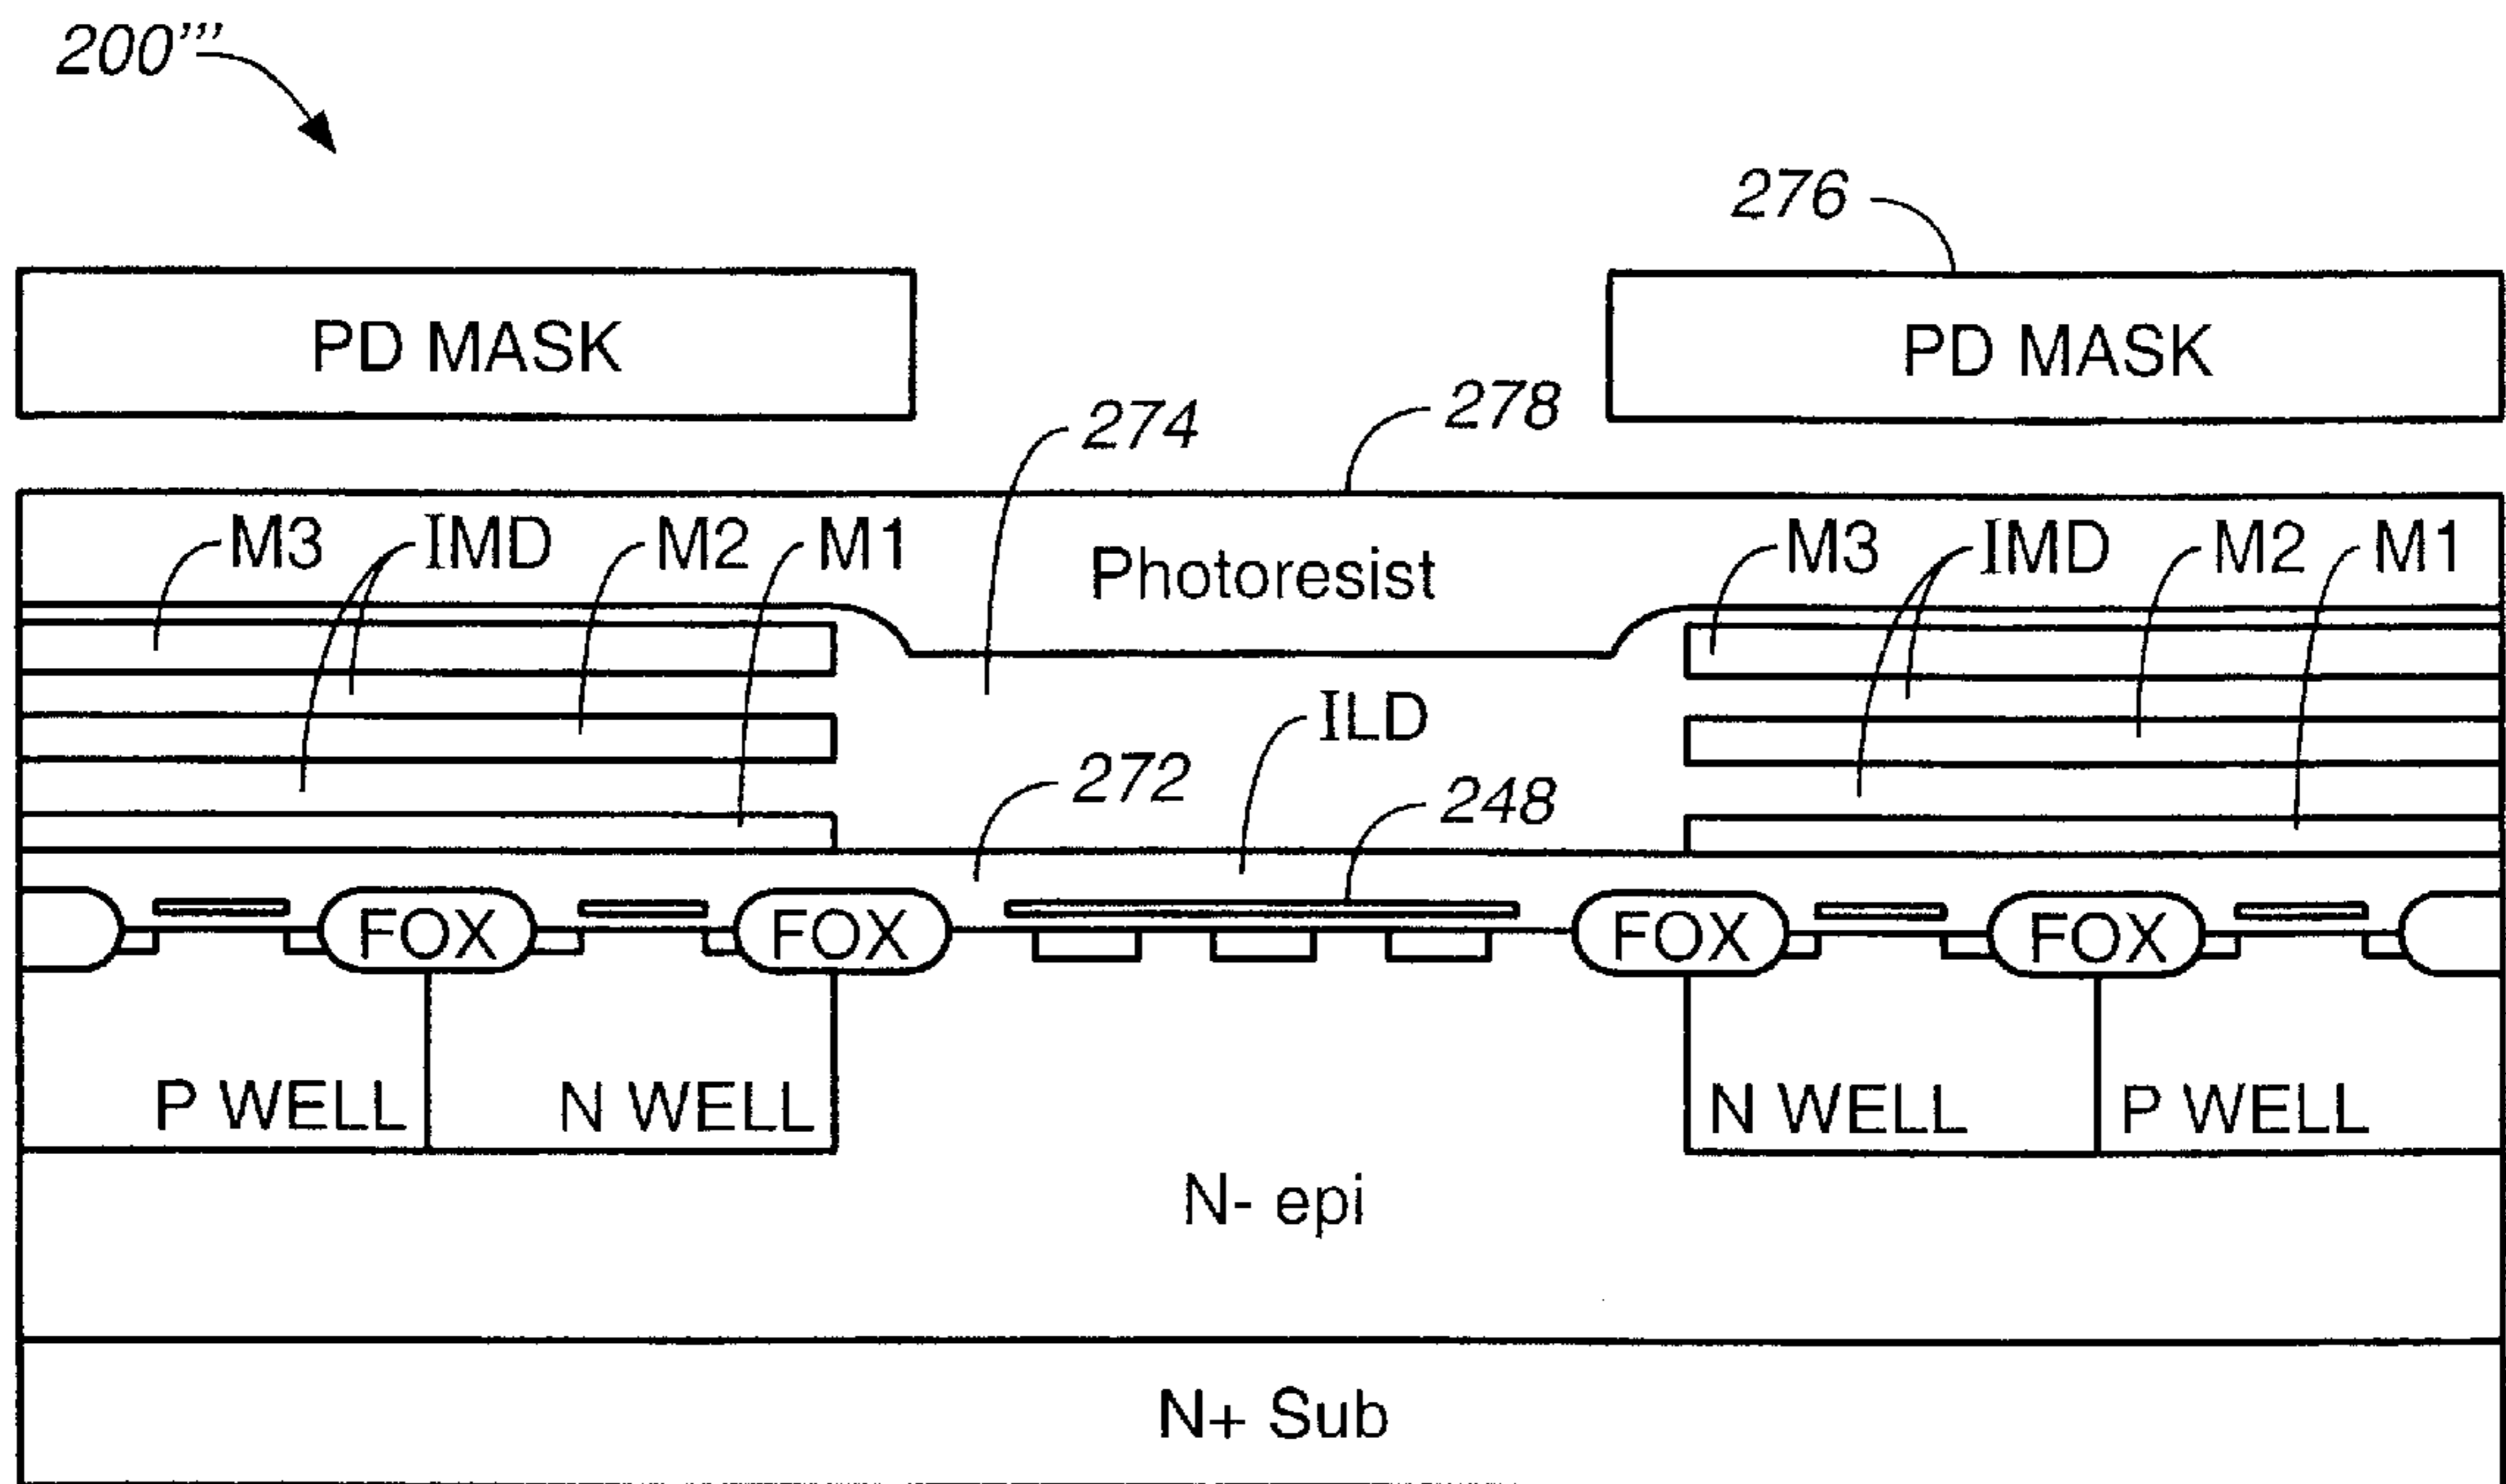 200'''
276
PD MASK
PD MASK
274
278
M3 IMD M2 M1
Photoresist
M3 IMD M2 M1
ILD
272
248
FOX
FOX
FOX
FOX
P WELL
N WELL
N WELL
P WELL
N- epi
N+ Sub